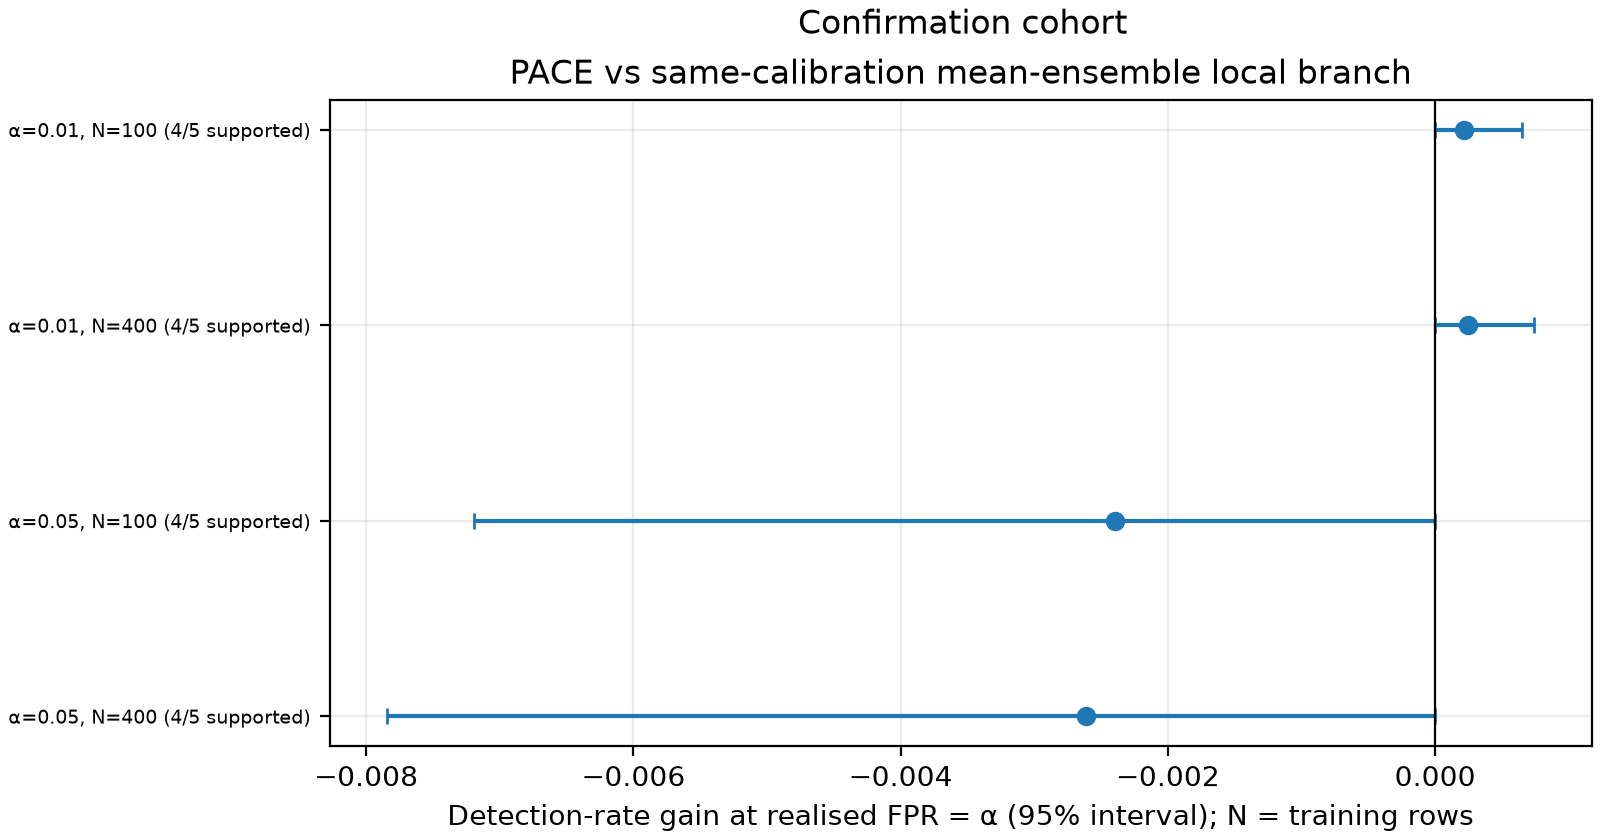 Confirmation cohort
PACE vs same-calibration mean-ensemble local branch
α=0.01, N=100 (4/5 supported)
α=0.01, N=400 (4/5 supported)
α=0.05, N=100 (4/5 supported)
α=0.05, N=400 (4/5 supported)
−0.008 −0.006 −0.004 −0.002 0.000
Detection-rate gain at realised FPR = α (95% interval); N = training rows